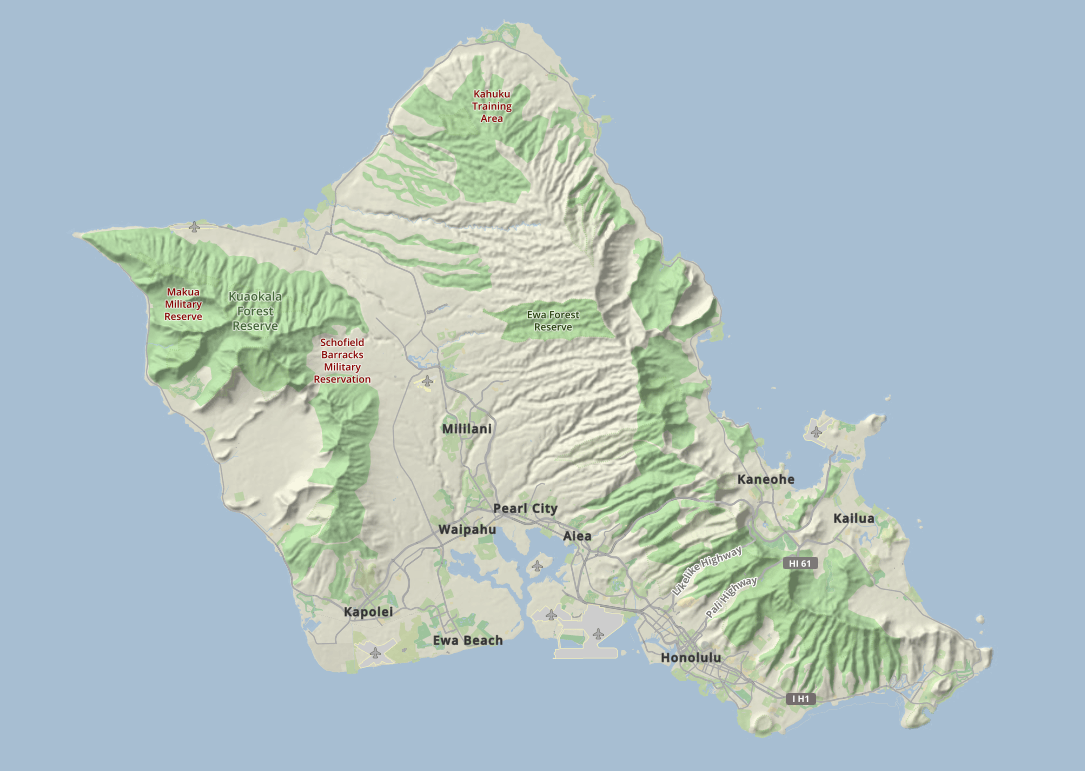 Kahuku
Training
Area
Makua
Military
Reserve
Kuaokala
Forest
Reserve
Ewa Forest
Reserve
Schofield
Barracks
Military
Reservation
Mililani
Kaneohe
Pearl City
Kailua
Waipahu
Aiea
HI 61
Likelike Highway
Pali Highway
Kapolei
Ewa Beach
Honolulu
I H1